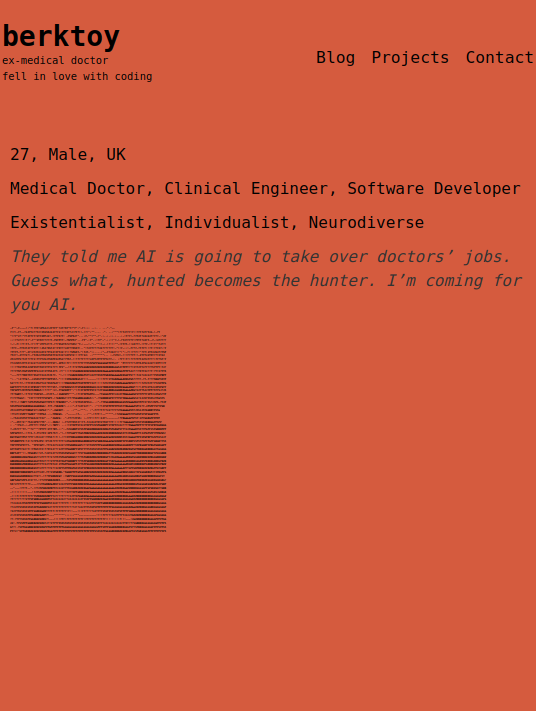 berktoy
ex-medical doctor
fell in love with coding
Blog Projects Contact
27, Male, UK
Medical Doctor, Clinical Engineer, Software Developer
Existentialist, Individualist, Neurodiverse
They told me AI is going to take over doctors’ jobs.
Guess what, hunted becomes the hunter. I’m coming for
you AI.